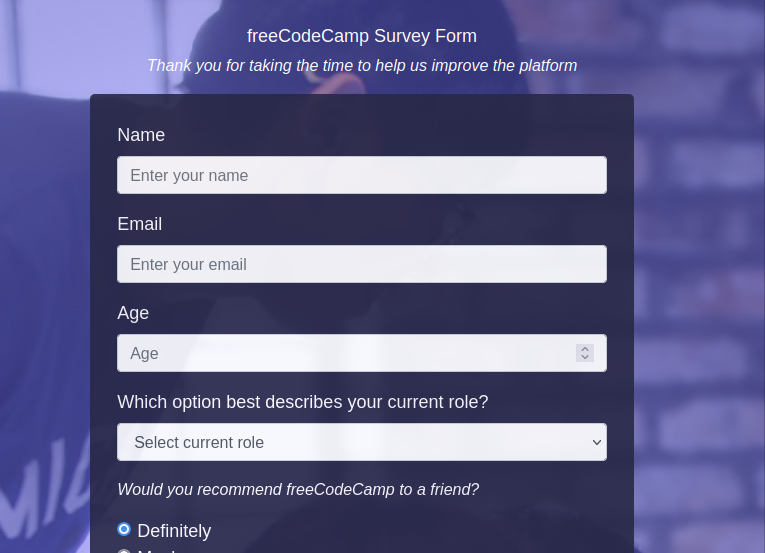 freeCodeCamp Survey Form
Thank you for taking the time to help us improve the platform
Name
Enter your name
Email
Enter your email
Age
Age
Which option best describes your current role?
Select current role
Would you recommend freeCodeCamp to a friend?
Definitely